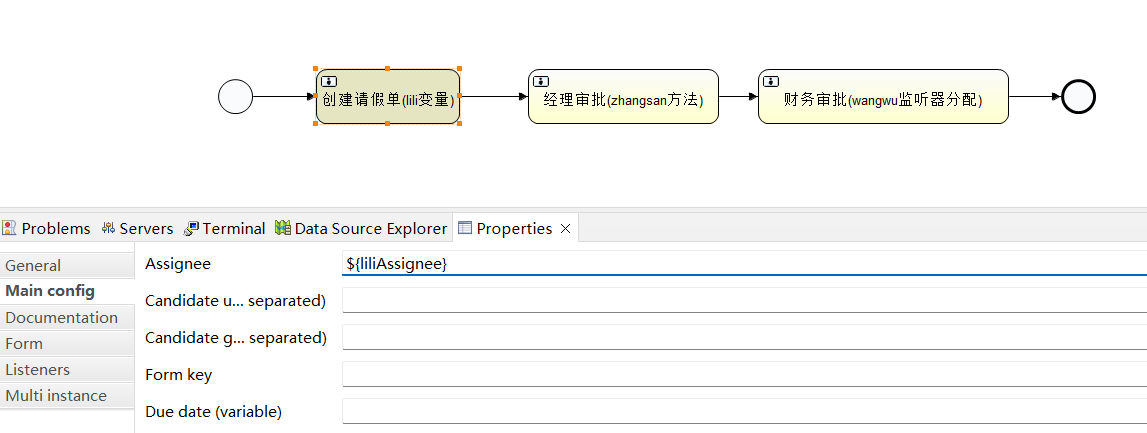 创建请假单(lili变量)
经理审批(zhangsan方法)
财务审批(wangwu监听器分配)
Problems Servers Terminal Data Source Explorer Properties
General
Main config
Documentation
Form
Listeners
Multi instance
Assignee ${liliAssignee}
Candidate u... separated)
Candidate g... separated)
Form key
Due date (variable)